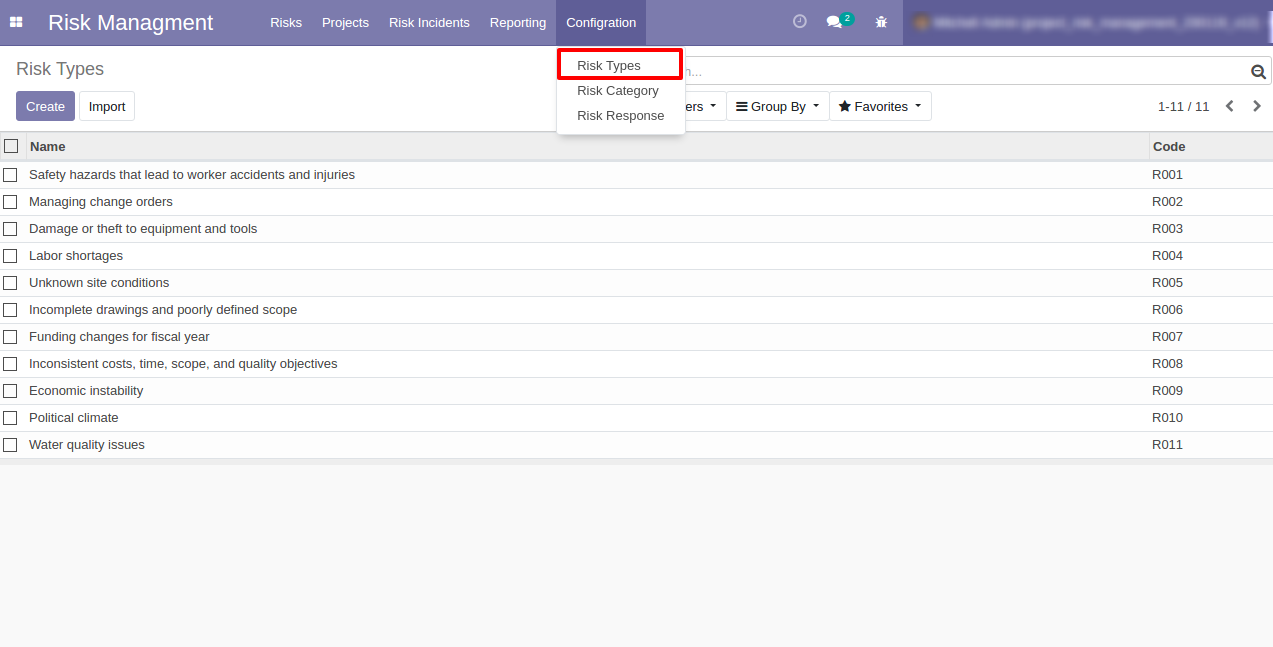 Risk Managment
Risks Projects Risk Incidents Reporting Configration 2
Risk Types
Risk Types
Risk Category
Risk Response
Create Import
Group By Favorites 1-11 / 11
Name Code
Safety hazards that lead to worker accidents and injuries R001
Managing change orders R002
Damage or theft to equipment and tools R003
Labor shortages R004
Unknown site conditions R005
Incomplete drawings and poorly defined scope R006
Funding changes for fiscal year R007
Inconsistent costs, time, scope, and quality objectives R008
Economic instability R009
Political climate R010
Water quality issues R011